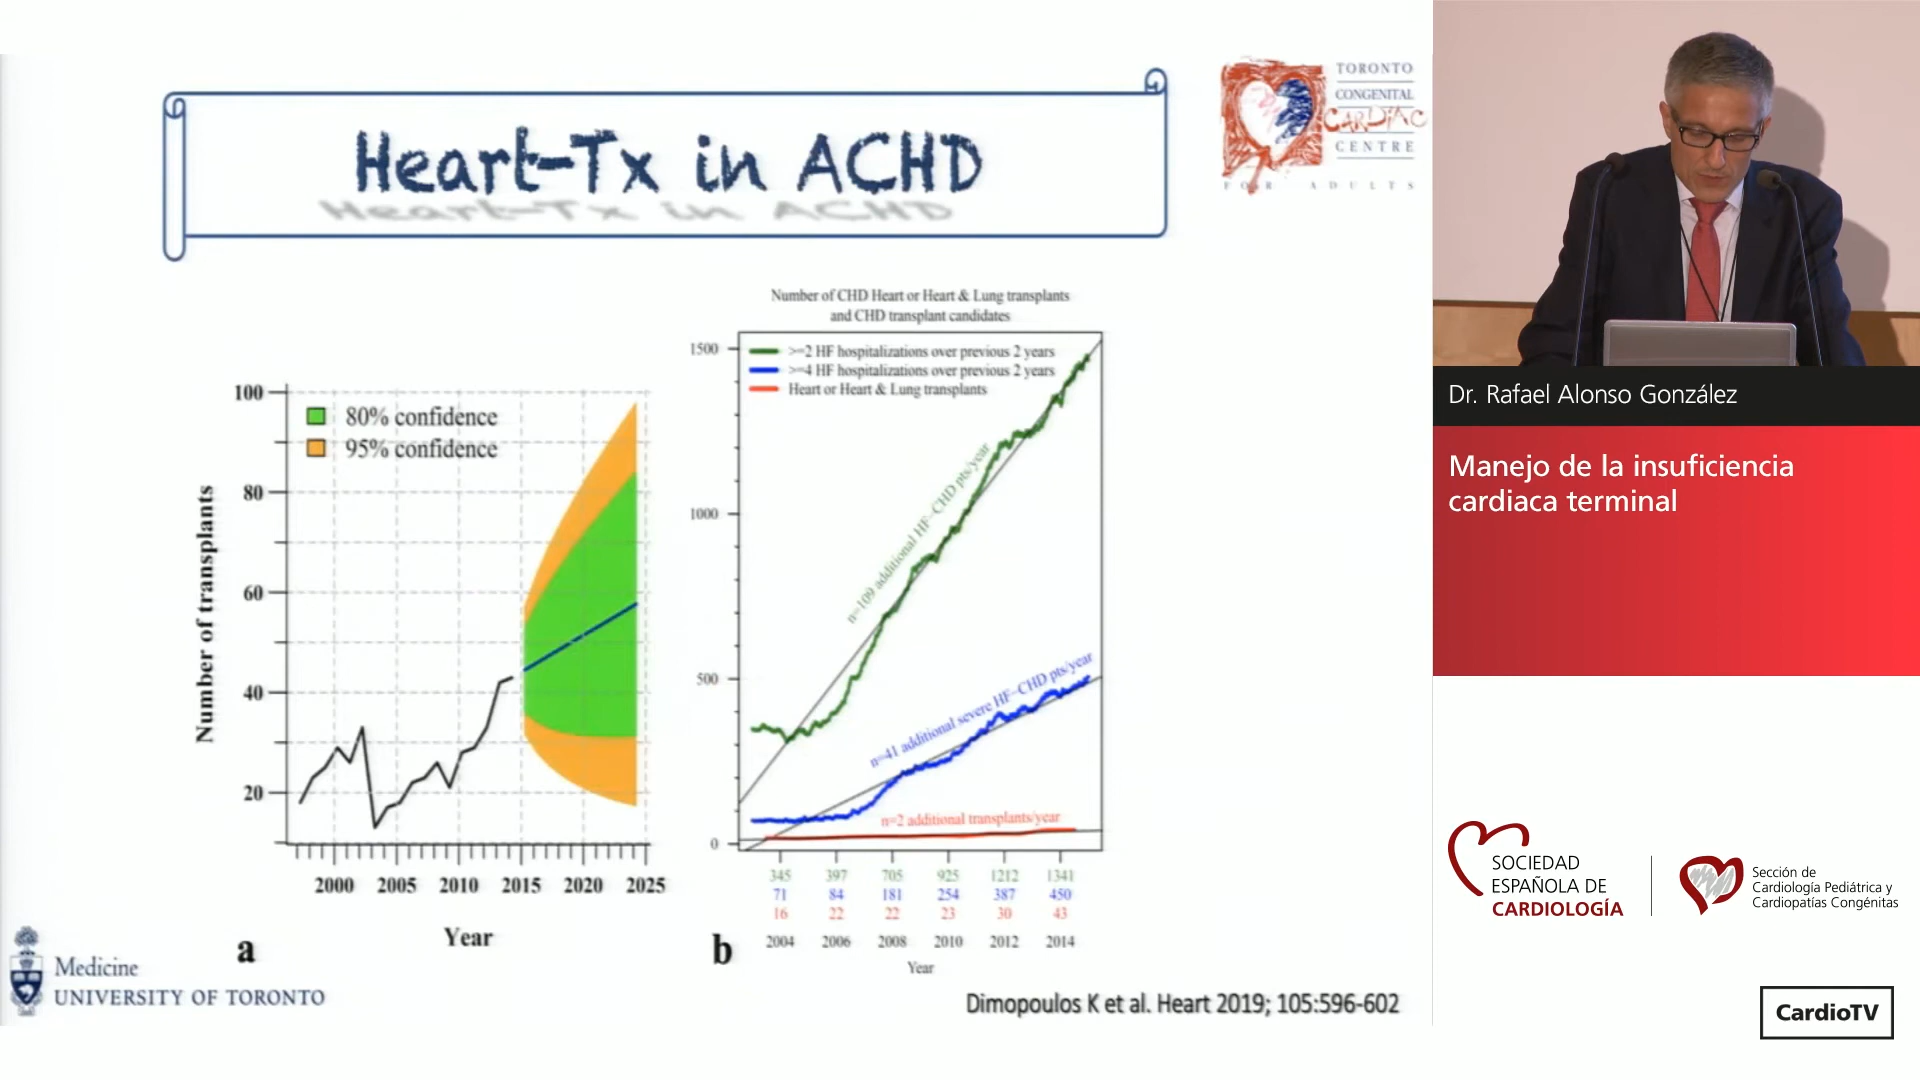 Heart-Tx in ACHD
TORONTO
CONGENITAL
CARDIAC
CENTRE
FOR ADULTS
100
80
60
40
20
80% confidence
95% confidence
Number of transplants
2000 2005 2010 2015 2020 2025
Year
a
Number of CHD Heart or Heart & Lung transplants
and CHD transplant candidates
1500
1000
500
0
>=2 HF hospitalizations over previous 2 years
>=4 HF hospitalizations over previous 2 years
Heart or Heart & Lung transplants
n=109 additional HF-CHD pts/year
n=41 additional severe HF-CHD pts/year
n=2 additional transplants/year
345 397 705 925 1212 1341
71 84 181 254 387 450
16 22 22 23 30 43
2004 2006 2008 2010 2012 2014
Year
b
Medicine
UNIVERSITY OF TORONTO
Dimopoulos K et al. Heart 2019; 105:596-602
Dr. Rafael Alonso González
Manejo de la insuficiencia
cardiaca terminal
SOCIEDAD
ESPAÑOLA DE
CARDIOLOGÍA
Sección de
Cardiología Pediátrica y
Cardiopatías Congénitas
CardioTV